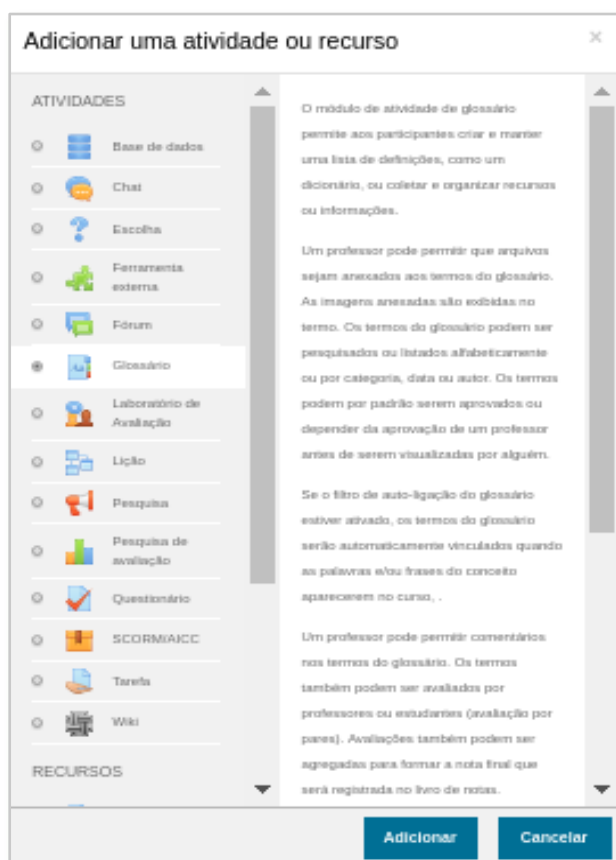 Adicionar uma atividade ou recurso
×
ATIVIDADES
Base de dados
Chat
Escolha
Ferramenta
externa
Fórum
Glossário
Laboratório de
Avaliação
Lição
Pesquisa
Pesquisa de
avaliação
Questionário
SCORM/AICC
Tarefa
Wiki
RECURSOS
O módulo de atividade de glossário
permite aos participantes criar e manter
uma lista de definições, como um
dicionário, ou coletar e organizar recursos
ou informações.
Um professor pode permitir que arquivos
sejam anexados aos termos do glossário.
As imagens anexadas são exibidas no
termo. Os termos do glossário podem ser
pesquisados ou listados alfabeticamente
ou por categoria, data ou autor. Os termos
podem por padrão serem aprovados ou
depender da aprovação de um professor
antes de serem visualizadas por alguém.
Se o filtro de auto-ligação do glossário
estiver ativado, os termos do glossário
serão automaticamente vinculados quando
as palavras e/ou frases do conceito
aparecerem no curso, .
Um professor pode permitir comentários
nos termos do glossário. Os termos
também podem ser avaliados por
professores ou estudantes (avaliação por
pares). Avaliações também podem ser
agregadas para formar a nota final que
será registrada no livro de notas.
Adicionar
Cancelar